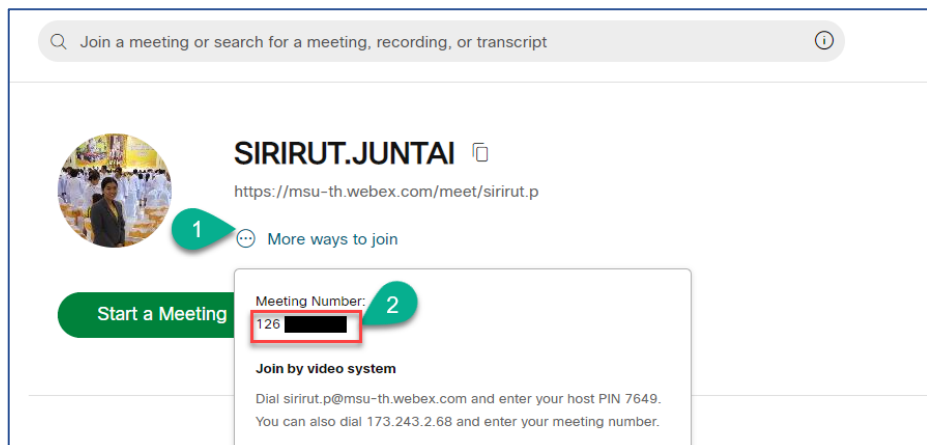 Join a meeting or search for a meeting, recording, or transcript
SIRIRUT.JUNTAI
https://msu-th.webex.com/meet/sirirut.p
1
More ways to join
Start a Meeting
Meeting Number:
2
126
Join by video system
Dial sirirut.p@msu-th.webex.com and enter your host PIN 7649.
You can also dial 173.243.2.68 and enter your meeting number.